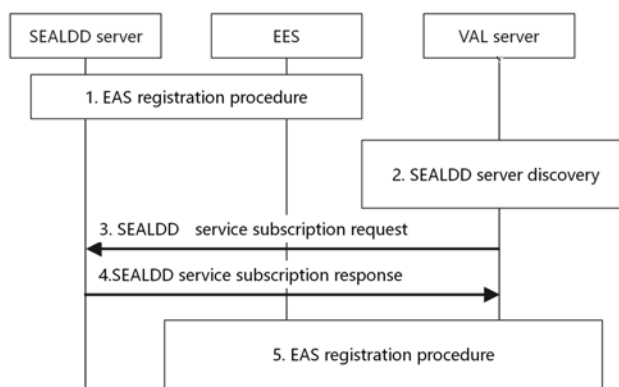 SEALDD server
EES
VAL server
1. EAS registration procedure
2. SEALDD server discovery
3. SEALDD service subscription request
4.SEALDD service subscription response
5. EAS registration procedure